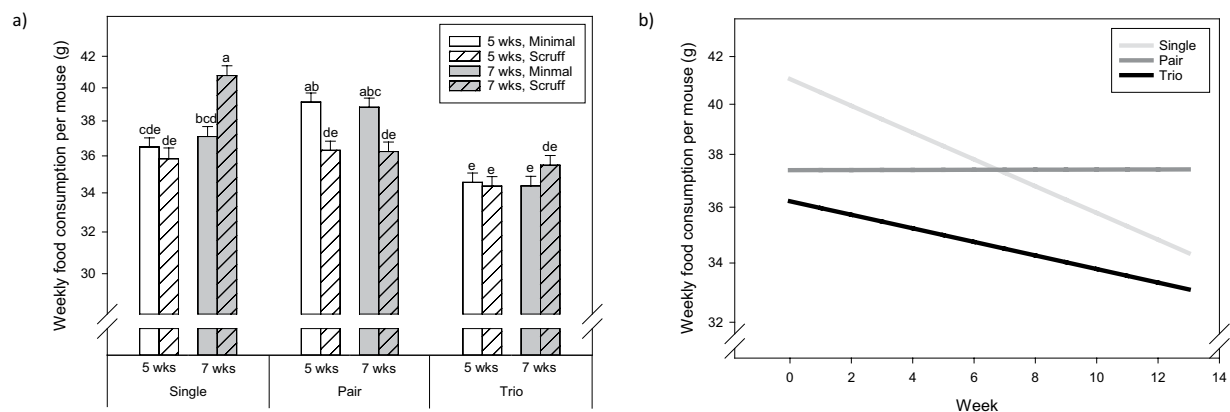 a)
Weekly food consumption per mouse (g)
42
40
38
36
34
32
30
5 wks, Minimal
5 wks, Scruff
7 wks, Minmal
7 wks, Scruff
cde
de
bcd
a
ab
de
abc
de
e
e
e
de
5 wks
7 wks
5 wks
7 wks
5 wks
7 wks
Single
Pair
Trio
b)
Weekly food consumption per mouse (g)
42
41
40
38
37
36
34
32
Single
Pair
Trio
0
2
4
6
8
10
12
14
Week